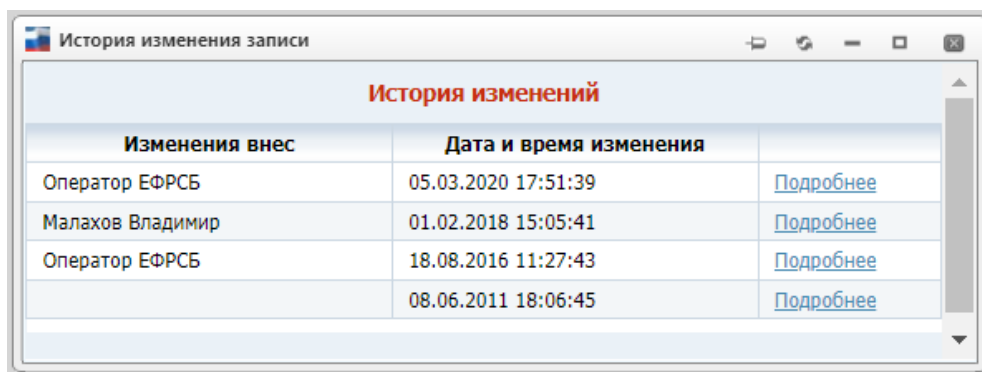 История изменения записи
История изменений
Изменения внес Дата и время изменения
Оператор ЕФРСБ 05.03.2020 17:51:39 Подробнее
Малахов Владимир 01.02.2018 15:05:41 Подробнее
Оператор ЕФРСБ 18.08.2016 11:27:43 Подробнее
08.06.2011 18:06:45 Подробнее